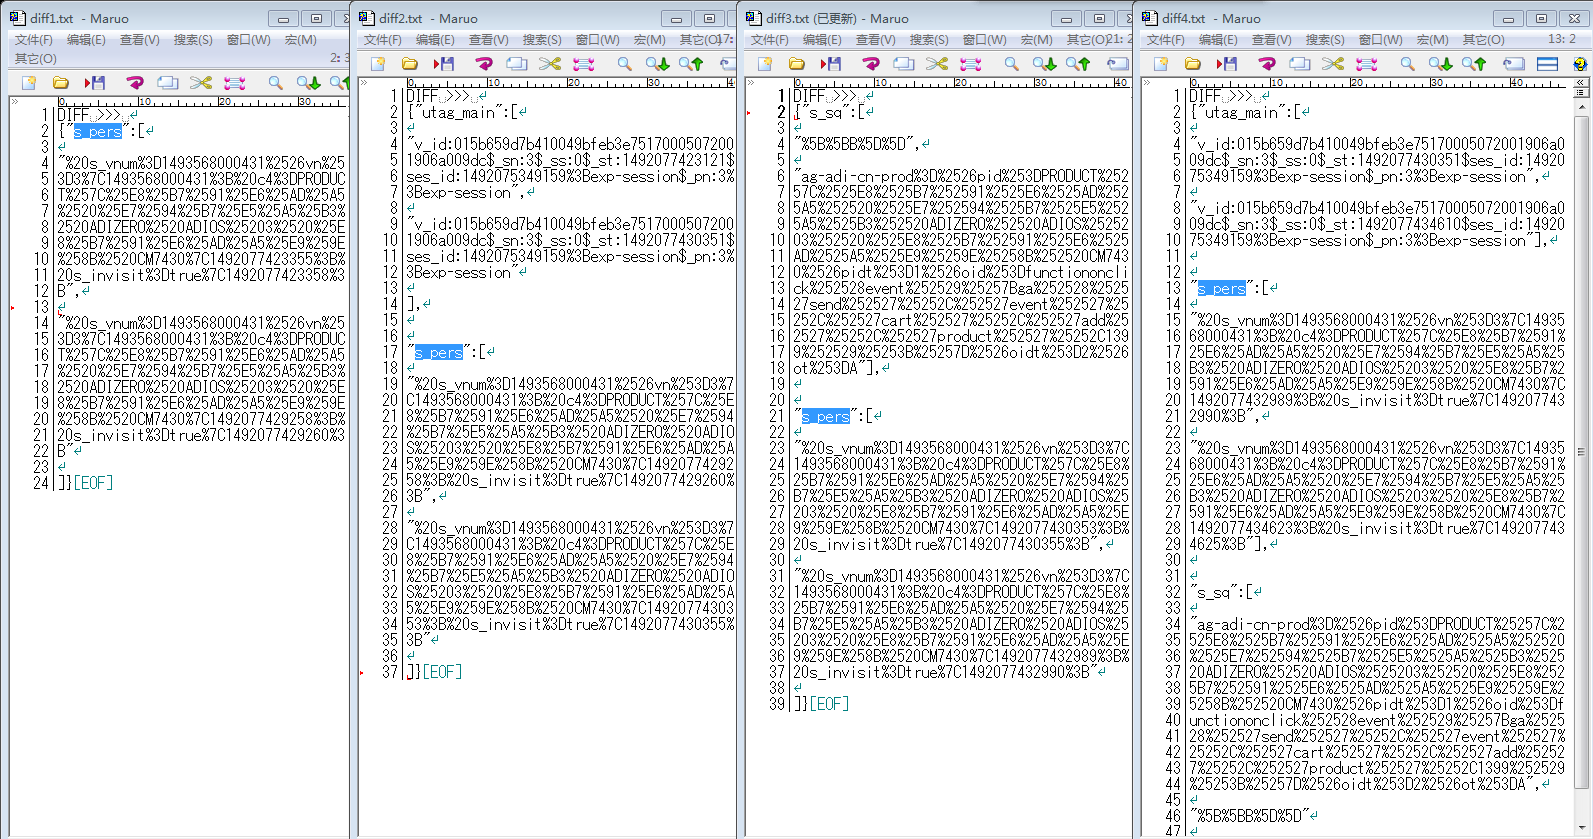 diff1.txt - Maruo
文件(F) 编辑(E) 查看(V) 搜索(S) 窗口(W) 宏(M)
其它(O) 2: 3
0 10 20 30
1 DIFF >>>
2 {"s_pers":[
3
4 "%20s_vnum%3D1493568000431%2526vn%25
5 3D3%7C1493568000431%3B%20c4%3DPRODUC
6 T%257C%25E8%25B7%2591%25E6%25AD%25A5
7 %2520%25E7%2594%25B7%25E5%25A5%25B3%
8 2520ADIZERO%2520ADIOS%25203%2520%25E
9 8%25B7%2591%25E6%25AD%25A5%25E9%259E
10 %258B%2520CM7430%7C1492077423355%3B%
11 20s_invisit%3Dtrue%7C1492077423358%3
12 B",
13
14 "%20s_vnum%3D1493568000431%2526vn%25
15 3D3%7C1493568000431%3B%20c4%3DPRODUC
16 T%257C%25E8%25B7%2591%25E6%25AD%25A5
17 %2520%25E7%2594%25B7%25E5%25A5%25B3%
18 2520ADIZERO%2520ADIOS%25203%2520%25E
19 8%25B7%2591%25E6%25AD%25A5%25E9%259E
20 %258B%2520CM7430%7C1492077429258%3B%
21 20s_invisit%3Dtrue%7C1492077429260%3
22 B"
23
24 ]}[EOF]
diff2.txt - Maruo
文件(F) 编辑(E) 查看(V) 搜索(S) 窗口(W) 宏(M) 其它(O) 17:
0 10 20 30 40
1 DIFF >>>
2 {"utag_main":[
3
4 "v_id:015b659d7b410049bfeb3e7517000507200
5 1906a009dc$_sn:3$_ss:0$_st:1492077423121$
6 ses_id:1492075349159%3Bexp-session$_pn:3%
7 3Bexp-session",
8
9 "v_id:015b659d7b410049bfeb3e7517000507200
10 1906a009dc$_sn:3$_ss:0$_st:1492077430351$
11 ses_id:1492075349159%3Bexp-session$_pn:3%
12 3Bexp-session"
13
14 ],
15
16
17 "s_pers":[
18
19 "%20s_vnum%3D1493568000431%2526vn%253D3%7
20 C1493568000431%3B%20c4%3DPRODUCT%257C%25E
21 8%25B7%2591%25E6%25AD%25A5%2520%25E7%2594
22 %25B7%25E5%25A5%25B3%2520ADIZERO%2520ADIO
23 S%25203%2520%25E8%25B7%2591%25E6%25AD%25A
24 5%25E9%259E%258B%2520CM7430%7C14920774292
25 58%3B%20s_invisit%3Dtrue%7C1492077429260%
26 3B",
27
28 "%20s_vnum%3D1493568000431%2526vn%253D3%7
29 C1493568000431%3B%20c4%3DPRODUCT%257C%25E
30 8%25B7%2591%25E6%25AD%25A5%2520%25E7%2594
31 %25B7%25E5%25A5%25B3%2520ADIZERO%2520ADIO
32 S%25203%2520%25E8%25B7%2591%25E6%25AD%25A
33 5%25E9%259E%258B%2520CM7430%7C14920774303
34 53%3B%20s_invisit%3Dtrue%7C1492077430355%
35 3B"
36
37 ]}[EOF]
diff3.txt (已更新) - Maruo
文件(F) 编辑(E) 查看(V) 搜索(S) 窗口(W) 宏(M) 其它(O) 21: 2
0 10 20 30 40
1 DIFF >>>
2 {"s_sq":[
3
4 "%5B%5BB%5D%5D",
5
6 "ag-adi-cn-prod%3D%2526pid%253DPRODUCT%252
7 57C%2525E8%2525B7%252591%2525E6%2525AD%252
8 5A5%252520%2525E7%252594%2525B7%2525E5%252
9 5A5%2525B3%252520ADIZERO%252520ADIOS%25252
10 03%252520%2525E8%2525B7%252591%2525E6%2525
11 AD%2525A5%2525E9%25259E%25258B%252520CM743
12 0%2526pidt%253D1%2526oid%253Dfunctiononcli
13 ck%252528event%252529%25257Bga%252528%2525
14 27send%252527%25252C%252527event%252527%25
15 252C%252527cart%252527%25252C%252527add%25
16 2527%25252C%252527product%252527%25252C139
17 9%252529%25253B%25257D%2526oidt%253D2%2526
18 ot%253DA"],
19
20
21 "s_pers":[
22
23 "%20s_vnum%3D1493568000431%2526vn%253D3%7C
24 1493568000431%3B%20c4%3DPRODUCT%257C%25E8%
25 25B7%2591%25E6%25AD%25A5%2520%25E7%2594%25
26 B7%25E5%25A5%25B3%2520ADIZERO%2520ADIOS%25
27 203%2520%25E8%25B7%2591%25E6%25AD%25A5%25E
28 9%259E%258B%2520CM7430%7C1492077430353%3B%
29 20s_invisit%3Dtrue%7C1492077430355%3B",
30
31 "%20s_vnum%3D1493568000431%2526vn%253D3%7C
32 1493568000431%3B%20c4%3DPRODUCT%257C%25E8%
33 25B7%2591%25E6%25AD%25A5%2520%25E7%2594%25
34 B7%25E5%25A5%25B3%2520ADIZERO%2520ADIOS%25
35 203%2520%25E8%25B7%2591%25E6%25AD%25A5%25E
36 9%259E%258B%2520CM7430%7C1492077432989%3B%
37 20s_invisit%3Dtrue%7C1492077432990%3B"
38
39 ]}[EOF]
diff4.txt - Maruo
文件(F) 编辑(E) 查看(V) 搜索(S) 窗口(W) 宏(M) 其它(O) 13: 2
0 10 20 30 40
1 DIFF >>>
2 {"utag_main":[
3
4 "v_id:015b659d7b410049bfeb3e75170005072001906a0
5 09dc$_sn:3$_ss:0$_st:1492077430351$ses_id:14920
6 75349159%3Bexp-session$_pn:3%3Bexp-session",
7
8 "v_id:015b659d7b410049bfeb3e75170005072001906a0
9 09dc$_sn:3$_ss:0$_st:1492077434610$ses_id:14920
10 75349159%3Bexp-session$_pn:3%3Bexp-session"],
11
12
13 "s_pers":[
14
15 "%20s_vnum%3D1493568000431%2526vn%253D3%7C14935
16 68000431%3B%20c4%3DPRODUCT%257C%25E8%25B7%2591%
17 25E6%25AD%25A5%2520%25E7%2594%25B7%25E5%25A5%25
18 B3%2520ADIZERO%2520ADIOS%25203%2520%25E8%25B7%2
19 591%25E6%25AD%25A5%25E9%259E%258B%2520CM7430%7C
20 1492077432989%3B%20s_invisit%3Dtrue%7C149207743
21 2990%3B",
22
23 "%20s_vnum%3D1493568000431%2526vn%253D3%7C14935
24 68000431%3B%20c4%3DPRODUCT%257C%25E8%25B7%2591%
25 25E6%25AD%25A5%2520%25E7%2594%25B7%25E5%25A5%25
26 B3%2520ADIZERO%2520ADIOS%25203%2520%25E8%25B7%2
27 591%25E6%25AD%25A5%25E9%259E%258B%2520CM7430%7C
28 1492077434623%3B%20s_invisit%3Dtrue%7C149207743
29 4625%3B"],
30
31
32 "s_sq":[
33
34 "ag-adi-cn-prod%3D%2526pid%253DPRODUCT%25257C%2
35 525E8%2525B7%252591%2525E6%2525AD%2525A5%252520
36 %2525E7%252594%2525B7%2525E5%2525A5%2525B3%2525
37 20ADIZERO%252520ADIOS%2525203%252520%2525E8%252
38 5B7%252591%2525E6%2525AD%2525A5%2525E9%25259E%2
39 5258B%252520CM7430%2526pidt%253D1%2526oid%253Df
40 unctiononclick%252528event%252529%25257Bga%2525
41 28%252527send%252527%25252C%252527event%252527%
42 25252C%252527cart%252527%25252C%252527add%25252
43 7%25252C%252527product%252527%25252C1399%252529
44 %25253B%25257D%2526oidt%253D2%2526ot%253DA",
45
46 "%5B%5BB%5D%5D"
47